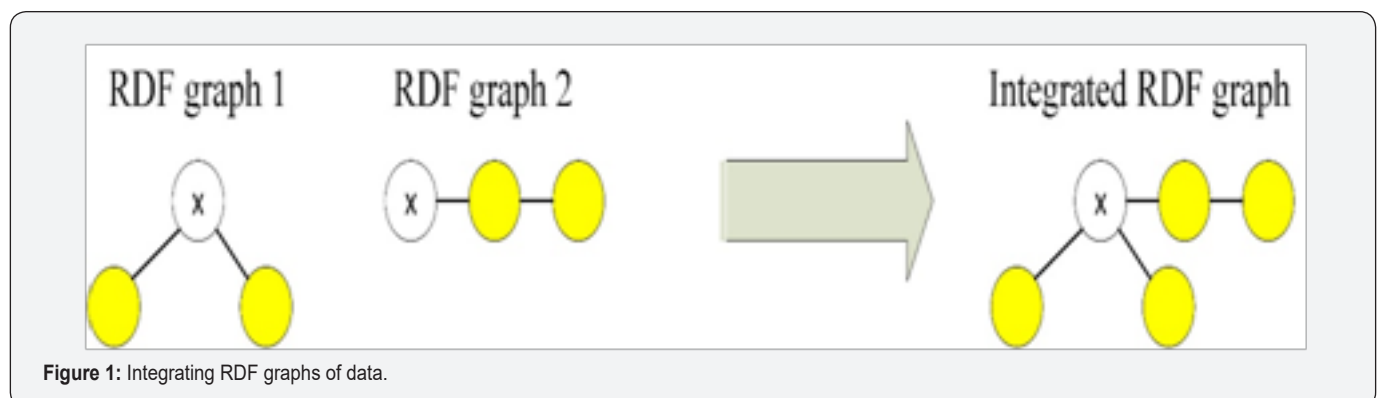 RDF graph 1
RDF graph 2
Integrated RDF graph
x
x
x
Figure 1: Integrating RDF graphs of data.